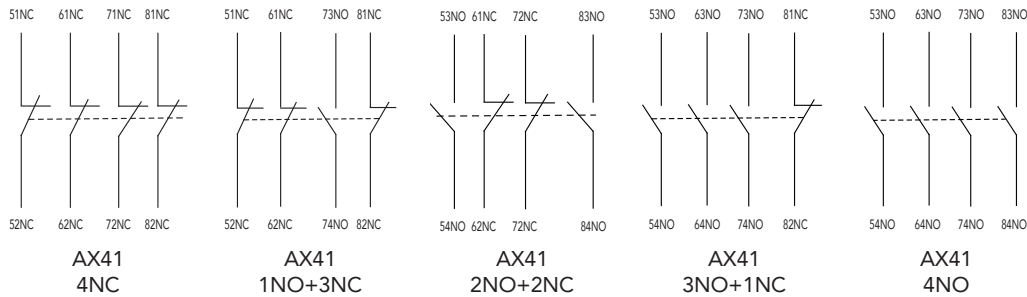 51NC 61NC 71NC 81NC
52NC 62NC 72NC 82NC
AX41
4NC
51NC 61NC 73NO 81NC
52NC 62NC 74NO 82NC
AX41
1NO+3NC
53NO 61NC 72NC 83NO
54NO 62NC 72NC 84NO
AX41
2NO+2NC
53NO 63NO 73NO 81NC
54NO 64NO 74NO 82NC
AX41
3NO+1NC
53NO 63NO 73NO 83NO
54NO 64NO 74NO 84NO
AX41
4NO